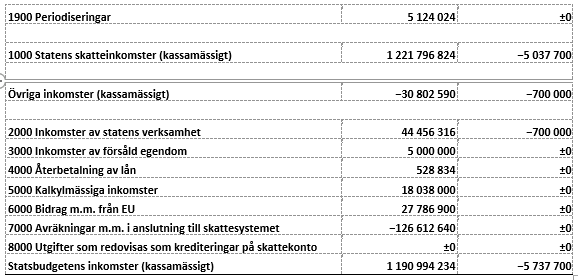 1900 Periodiseringar 5 124 024 ±0
1000 Statens skatteinkomster (kassamässigt) 1 221 796 824 −5 037 700
Övriga inkomster (kassamässigt) −30 802 590 −700 000
2000 Inkomster av statens verksamhet 44 456 316 −700 000
3000 Inkomster av försåld egendom 5 000 000 ±0
4000 Återbetalning av lån 528 834 ±0
5000 Kalkylmässiga inkomster 18 038 000 ±0
6000 Bidrag m.m. från EU 27 786 900 ±0
7000 Avräkningar m.m. i anslutning till skattesystemet −126 612 640 ±0
8000 Utgifter som redovisas som krediteringar på skattekonto ±0 ±0
Statsbudgetens inkomster (kassamässigt) 1 190 994 234 −5 737 700